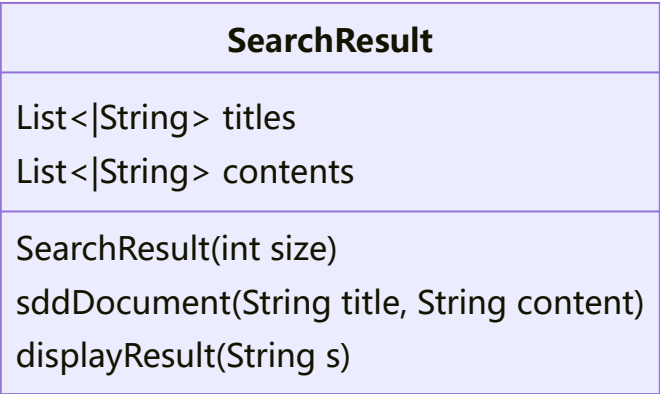 SearchResult
List<|String> titles
List<|String> contents
SearchResult(int size)
sddDocument(String title, String content)
displayResult(String s)